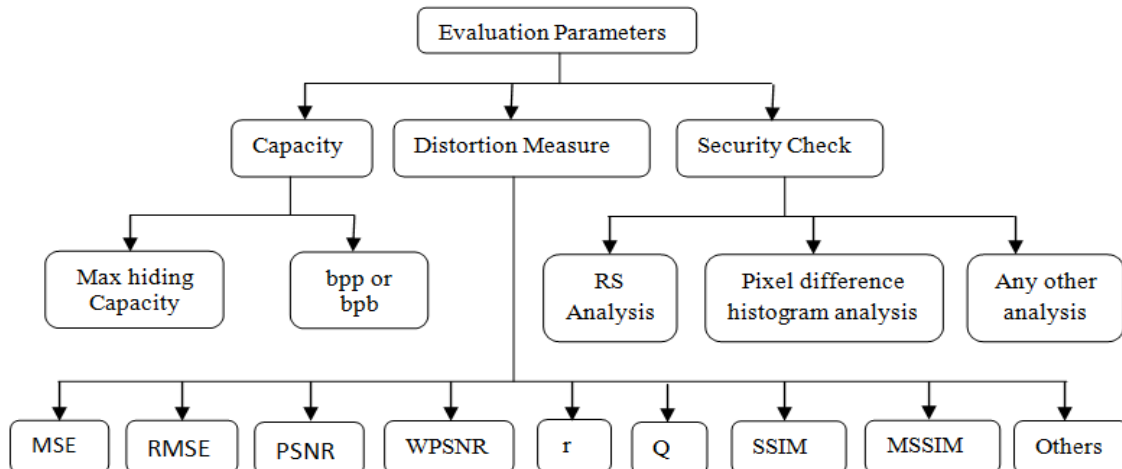 Evaluation Parameters
Capacity
Distortion Measure
Security Check
Max hiding
Capacity
bpp or
bpb
RS
Analysis
Pixel difference
histogram analysis
Any other
analysis
MSE
RMSE
PSNR
WPSNR
r
Q
SSIM
MSSIM
Others